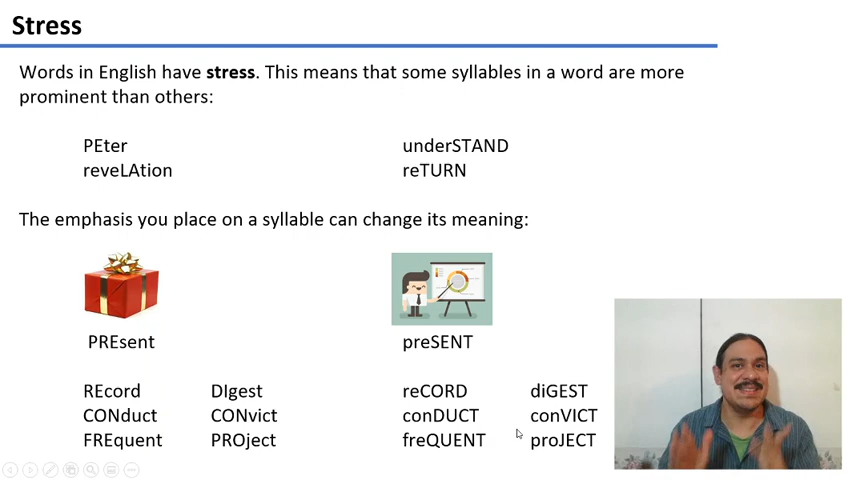 Stress
Words in English have stress. This means that some syllables in a word are more
prominent than others:
PEter underSTAND
reveLAtion reTURN
The emphasis you place on a syllable can change its meaning:
PREsent preSENT
REcord DIgest reCORD diGEST
CONduct CONvict conDUCT conVICT
FREquent PROject freQUENT proJECT